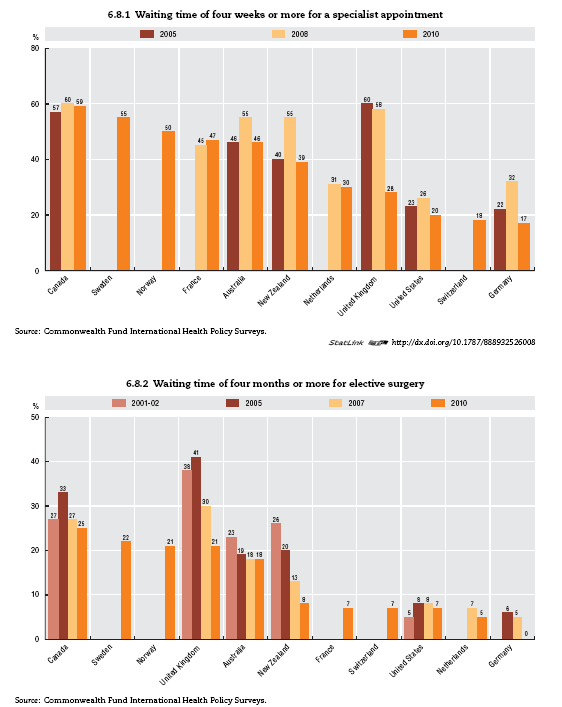 6.8.1 Waiting time of four weeks or more for a specialist appointment
% 2005 2008 2010
80
60
40
20
0
57 60 59
55
50
45 47
46 55 46
40 55 39
31 30
60 58 28
23 26 20
18
22 32 17
Canada Sweden Norway France Australia New Zealand Netherlands United Kingdom United States Switzerland Germany
Source: Commonwealth Fund International Health Policy Surveys.
StatLink http://dx.doi.org/10.1787/888932526008
6.8.2 Waiting time of four months or more for elective surgery
% 2001-02 2005 2007 2010
50
40
30
20
10
0
27 33 27 25
22
21
38 41 30 21
23 19 18 18
26 20 13 8
7
7
5 8 8 7
7 5
6 5 0
Canada Sweden Norway United Kingdom Australia New Zealand France Switzerland United States Netherlands Germany
Source: Commonwealth Fund International Health Policy Surveys.